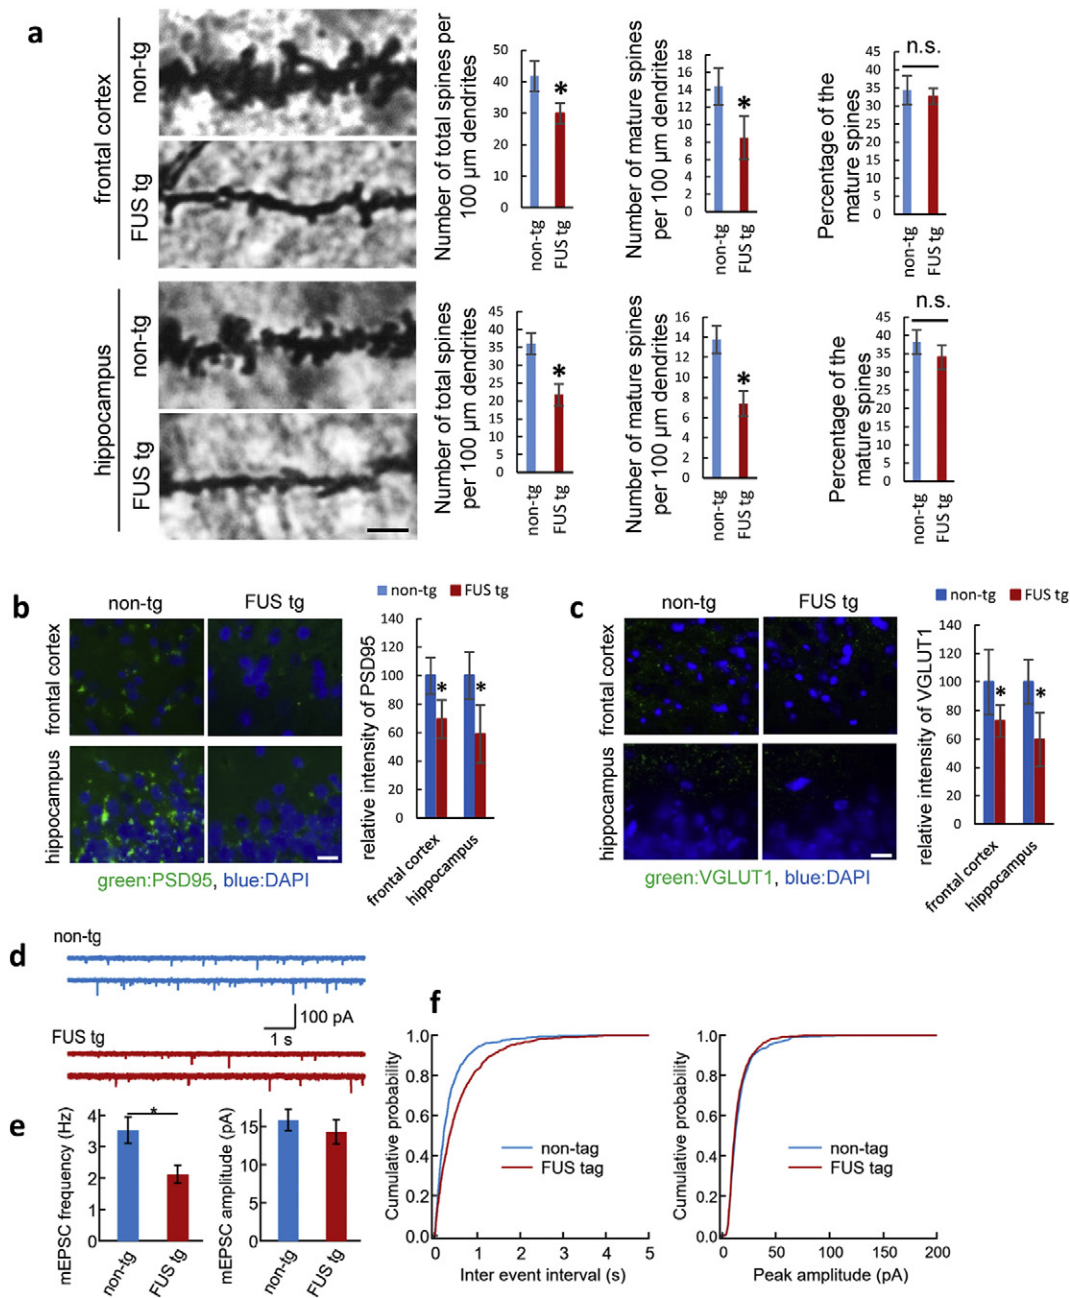 a
frontal cortex
non-tg
FUS tg
hippocampus
non-tg
FUS tg
Number of total spines per
100 µm dendrites
50
40
30
20
10
0
*
non-tg
FUS tg
Number of mature spines
per 100 µm dendrites
18
16
14
12
10
8
6
4
2
0
*
non-tg
FUS tg
Percentage of the
mature spines
45
40
35
30
25
20
15
10
5
0
n.s.
non-tg
FUS tg
Number of total spines
per 100 µm dendrites
45
40
35
30
25
20
15
10
5
0
*
non-tg
FUS tg
Number of mature spines
per 100 µm dendrites
16
14
12
10
8
6
4
2
0
*
non-tg
FUS tg
Percentage of the
mature spines
45
40
35
30
25
20
15
10
5
0
n.s.
non-tg
FUS tg
b
non-tg
FUS tg
frontal cortex
hippocampus
green:PSD95, blue:DAPI
non-tg FUS tg
relative intensity of PSD95
140
120
100
80
60
40
20
0
*
*
frontal cortex
hippocampus
c
non-tg
FUS tg
frontal cortex
hippocampus
green:VGLUT1, blue:DAPI
non-tg FUS tg
relative intensity of VGLUT1
140
120
100
80
60
40
20
0
*
*
frontal cortex
hippocampus
d
non-tg
100 pA
1 s
FUS tg
e
mEPSC frequency (Hz)
4
3
2
1
0
*
non-tg
FUS tg
mEPSC amplitude (pA)
15
10
5
0
non-tg
FUS tg
f
Cumulative probability
1.0
0.8
0.6
0.4
0.2
0.0
non-tag
FUS tag
0 1 2 3 4 5
Inter event interval (s)
Cumulative probability
1.0
0.8
0.6
0.4
0.2
0.0
non-tag
FUS tag
0 50 100 150 200
Peak amplitude (pA)